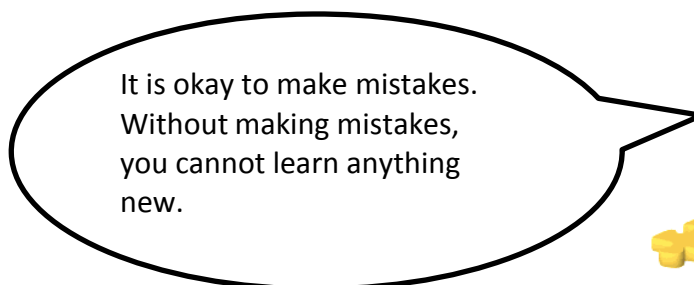 It is okay to make mistakes.
Without making mistakes,
you cannot learn anything
new.